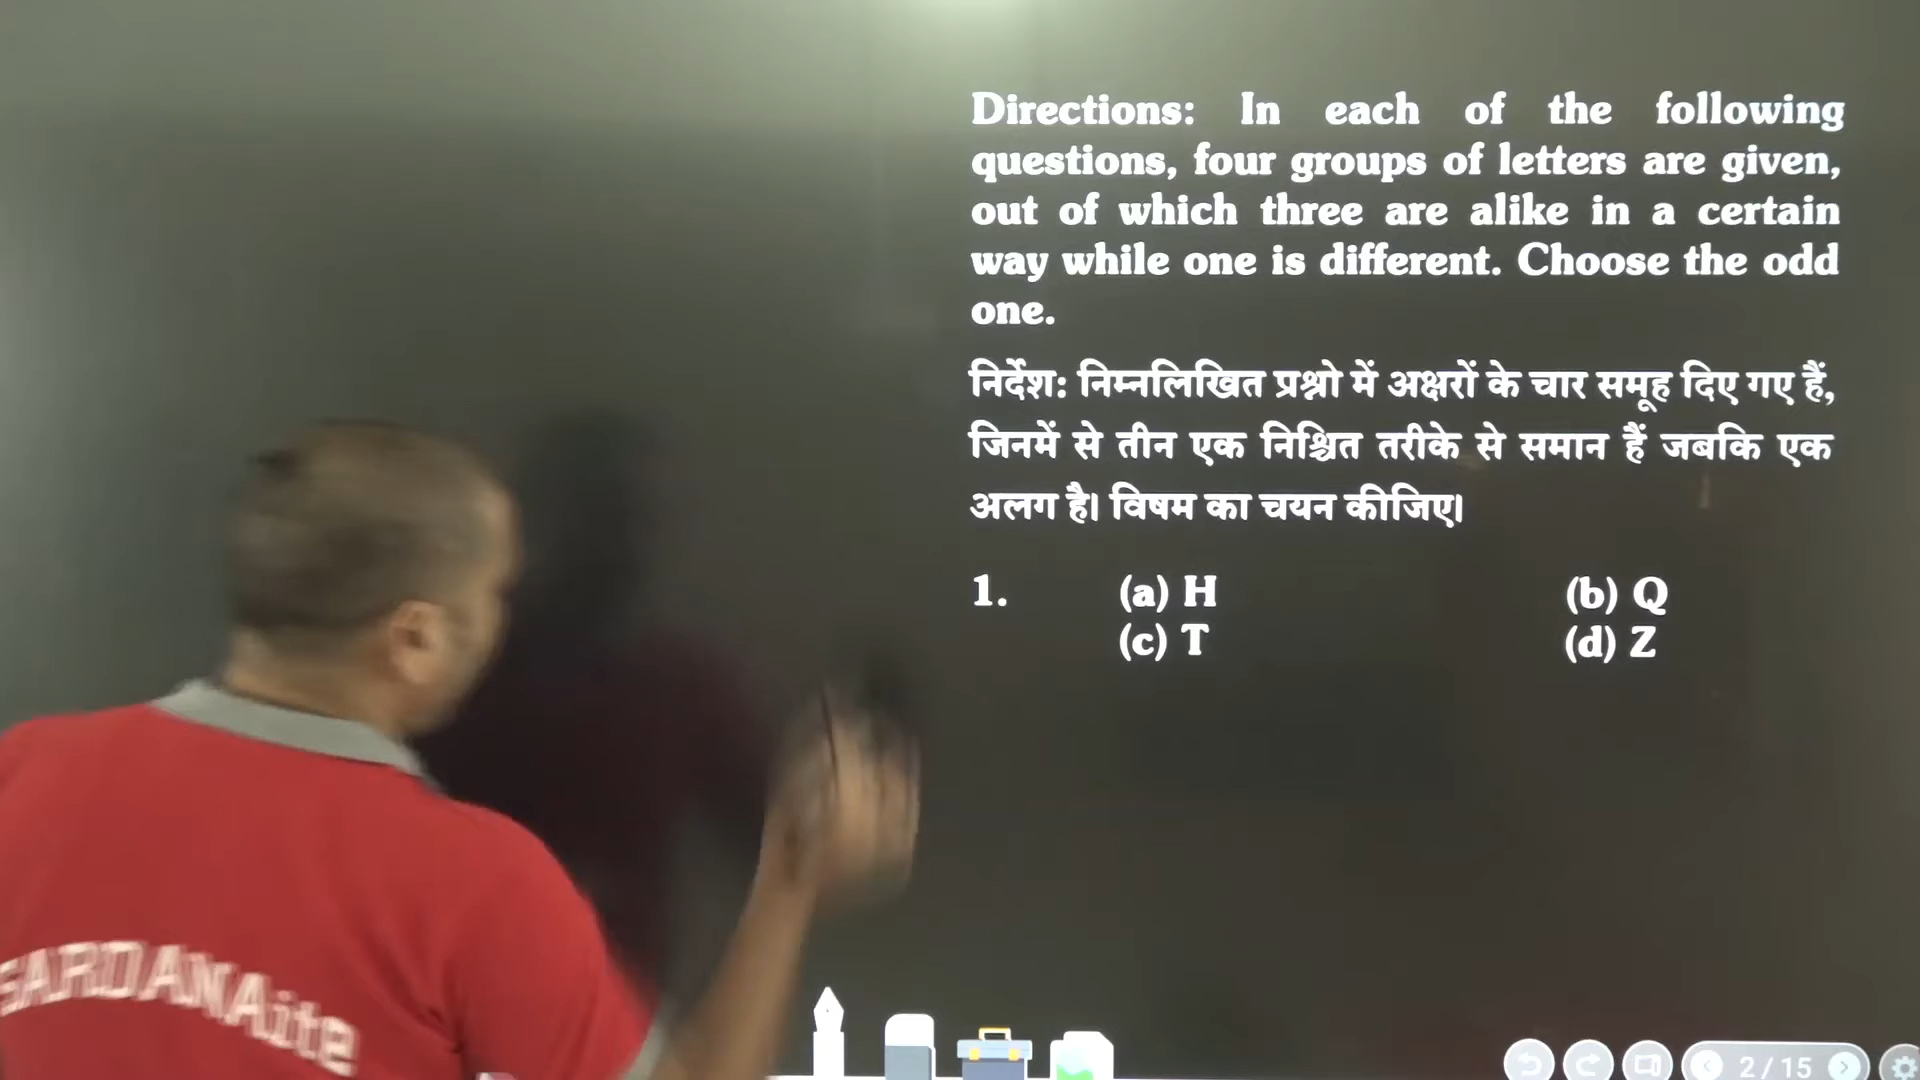 Directions: In each of the following
questions, four groups of letters are given,
out of which three are alike in a certain
way while one is different. Choose the odd
one.
निर्देश: निम्नलिखित प्रश्नो में अक्षरों के चार समूह दिए गए हैं,
जिनमें से तीन एक निश्चित तरीके से समान हैं जबकि एक
अलग है। विषम का चयन कीजिए।
1. (a) H (b) Q
(c) T (d) Z
SARDANAite
2 / 15